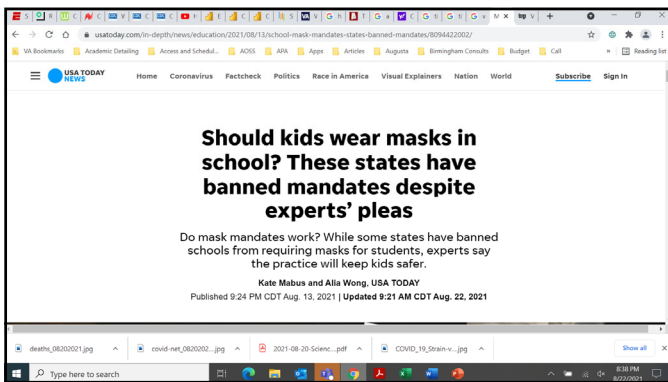 usatoday.com/in-depth/news/education/2021/08/13/school-mask-mandates-states-banned-mandates/8094422002/
VA Bookmarks Academic Detailing Access and Schedul... AOSS APA Apps Articles Augusta Birmingham Consults Budget Call » Reading list
USA TODAY
NEWS
Home Coronavirus Factcheck Politics Race in America Visual Explainers Nation World Subscribe Sign In
Should kids wear masks in
school? These states have
banned mandates despite
experts' pleas
Do mask mandates work? While some states have banned
schools from requiring masks for students, experts say
the practice will keep kids safer.
Kate Mabus and Alia Wong, USA TODAY
Published 9:24 PM CDT Aug. 13, 2021 | Updated 9:21 AM CDT Aug. 22, 2021
deaths_08202021.jpg covid-net_0820202....jpg 2021-08-20-Scienc....pdf COVID_19_Strain-v....jpg Show all
Type here to search
8:38 PM
8/22/2021